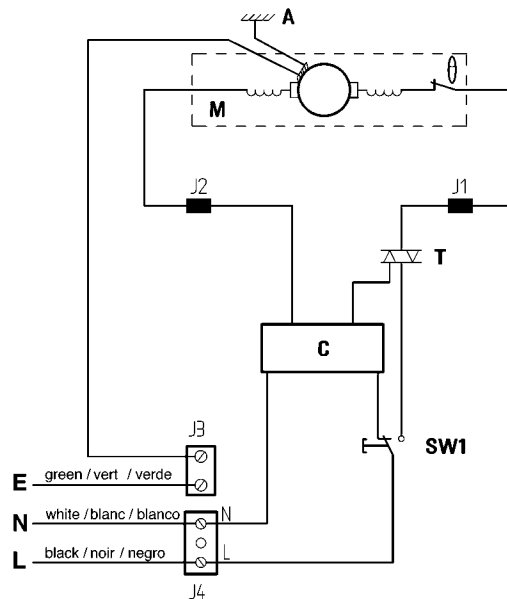 A
θ
M
J2
J1
T
C
J3
SW1
E green / vert / verde
N white / blanc / blanco N
L black / noir / negro L
J4